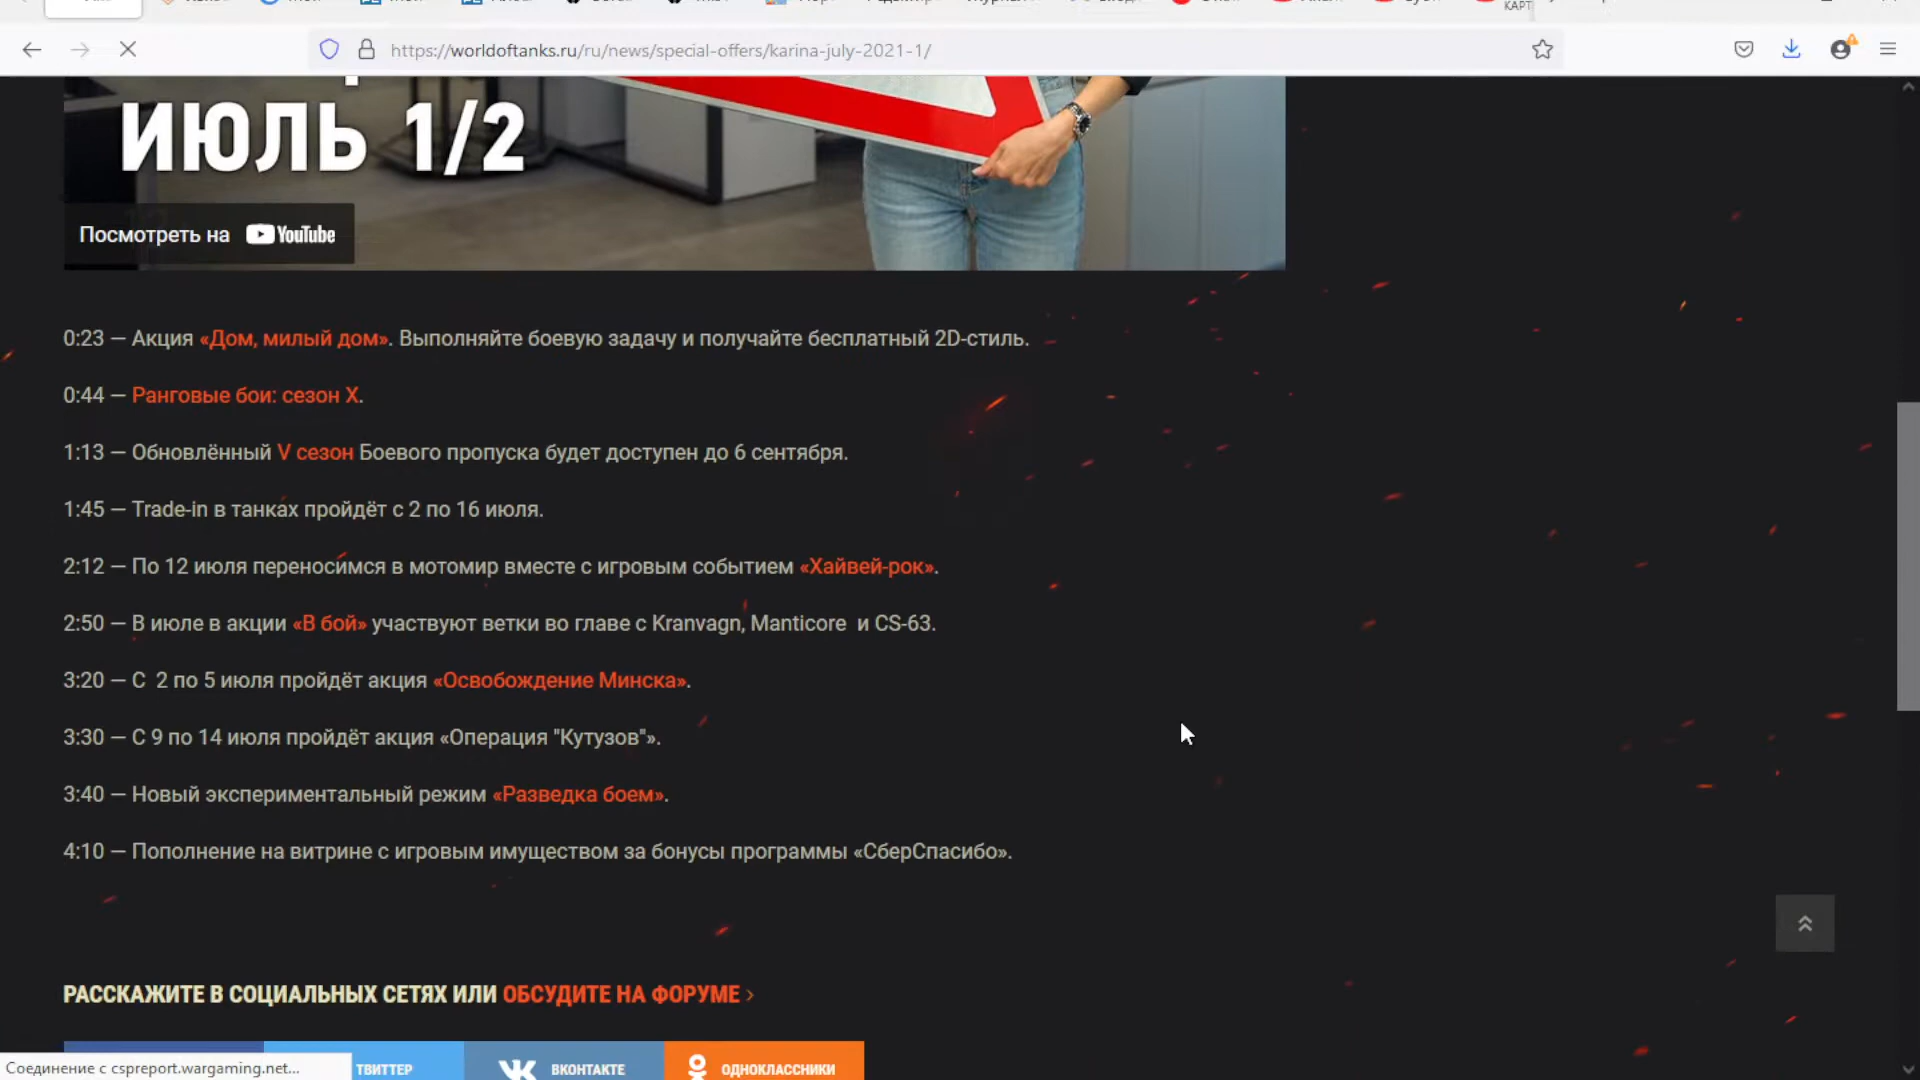 КАРТ
https://worldoftanks.ru/ru/news/special-offers/karina-july-2021-1/
ИЮЛЬ 1/2
Посмотреть на YouTube
0:23 — Акция «Дом, милый дом». Выполняйте боевую задачу и получайте бесплатный 2D-стиль.
0:44 — Ранговые бои: сезон X.
1:13 — Обновлённый V сезон Боевого пропуска будет доступен до 6 сентября.
1:45 — Trade-in в танках пройдёт с 2 по 16 июля.
2:12 — По 12 июля переносимся в мотомир вместе с игровым событием «Хайвей-рок».
2:50 — В июле в акции «В бой» участвуют ветки во главе с Kranvagn, Manticore и CS-63.
3:20 — С 2 по 5 июля пройдёт акция «Освобождение Минска».
3:30 — С 9 по 14 июля пройдёт акция «Операция "Кутузов"».
3:40 — Новый экспериментальный режим «Разведка боем».
4:10 — Пополнение на витрине с игровым имуществом за бонусы программы «СберСпасибо».
РАССКАЖИТЕ В СОЦИАЛЬНЫХ СЕТЯХ ИЛИ ОБСУДИТЕ НА ФОРУМЕ ›
Соединение с cspreport.wargaming.net...
ТВИТТЕР
ВКОНТАКТЕ
ОДНОКЛАССНИКИ